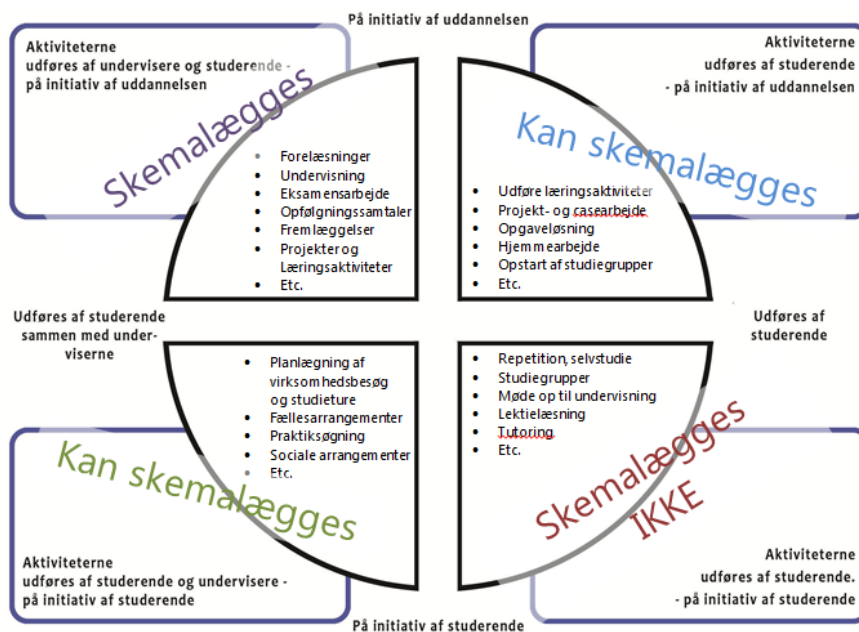 På initiativ af uddannelsen
Aktiviteterne
udføres af undervisere og studerende -
på initiativ af uddannelsen
Aktiviteterne
udføres af studerende
- på initiativ af uddannelsen
Skemalægges
Kan skemalægges
• Forelæsninger
• Undervisning
• Eksamensarbejde
• Opfølgningssamtaler
• Fremlæggelser
• Projekter og
Læringsaktiviteter
• Etc.
• Udføre læringsaktiviteter
• Projekt- og casearbejde
• Opgaveløsning
• Hjemmearbejde
• Opstart af studiegrupper
• Etc.
Udføres af studerende
sammen med under-
viserne
Udføres af
studerende
• Planlægning af
virksomhedsbesøg
og studieture
• Fællesarrangementer
• Praktiksøgning
• Sociale arrangementer
• Etc.
• Repetition, selvstudie
• Studiegrupper
• Møde op til undervisning
• Lektielæsning
• Tutoring
• Etc.
Kan skemalægges
Skemalægges
IKKE
Aktiviteterne
udføres af studerende og undervisere -
på initiativ af studerende
Aktiviteterne
udføres af studerende.
- på initiativ af studerende
På initiativ af studerende